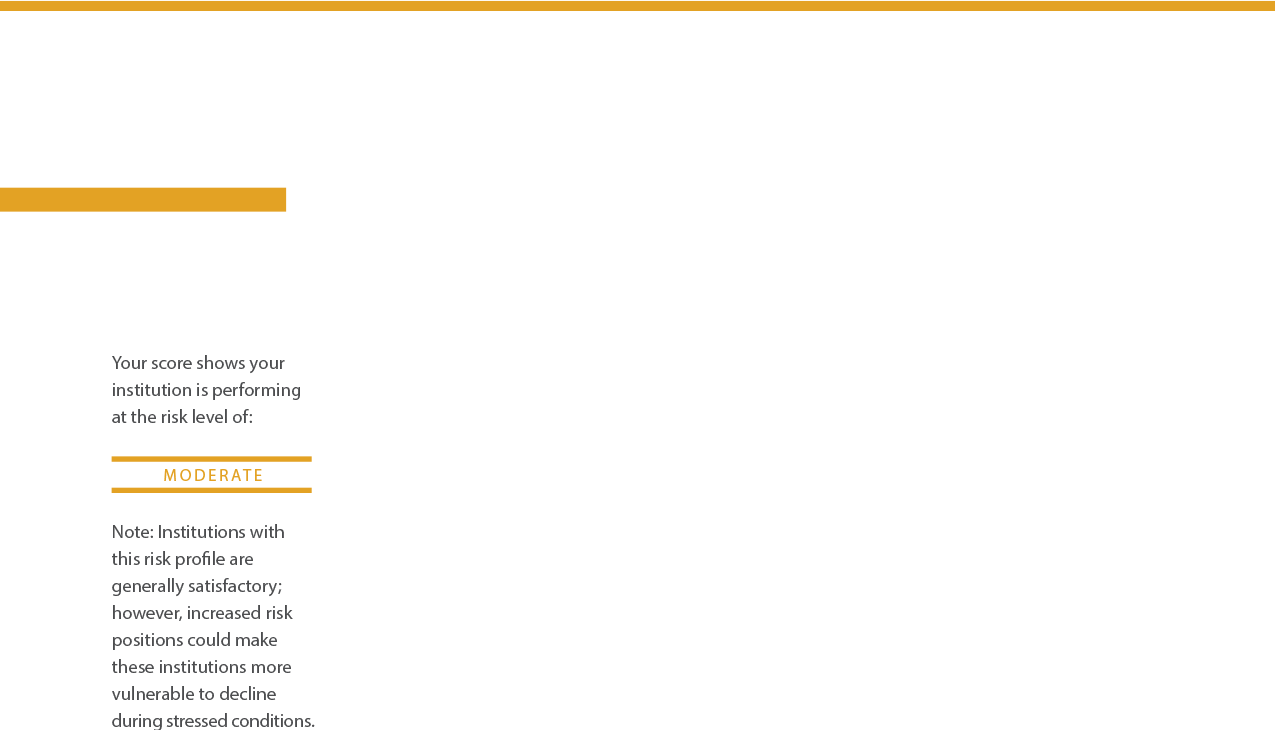 Your score shows your
institution is performing
at the risk level of:
MODERATE
Note: Institutions with
this risk profile are
generally satisfactory;
however, increased risk
positions could make
these institutions more
vulnerable to decline
during stressed conditions.